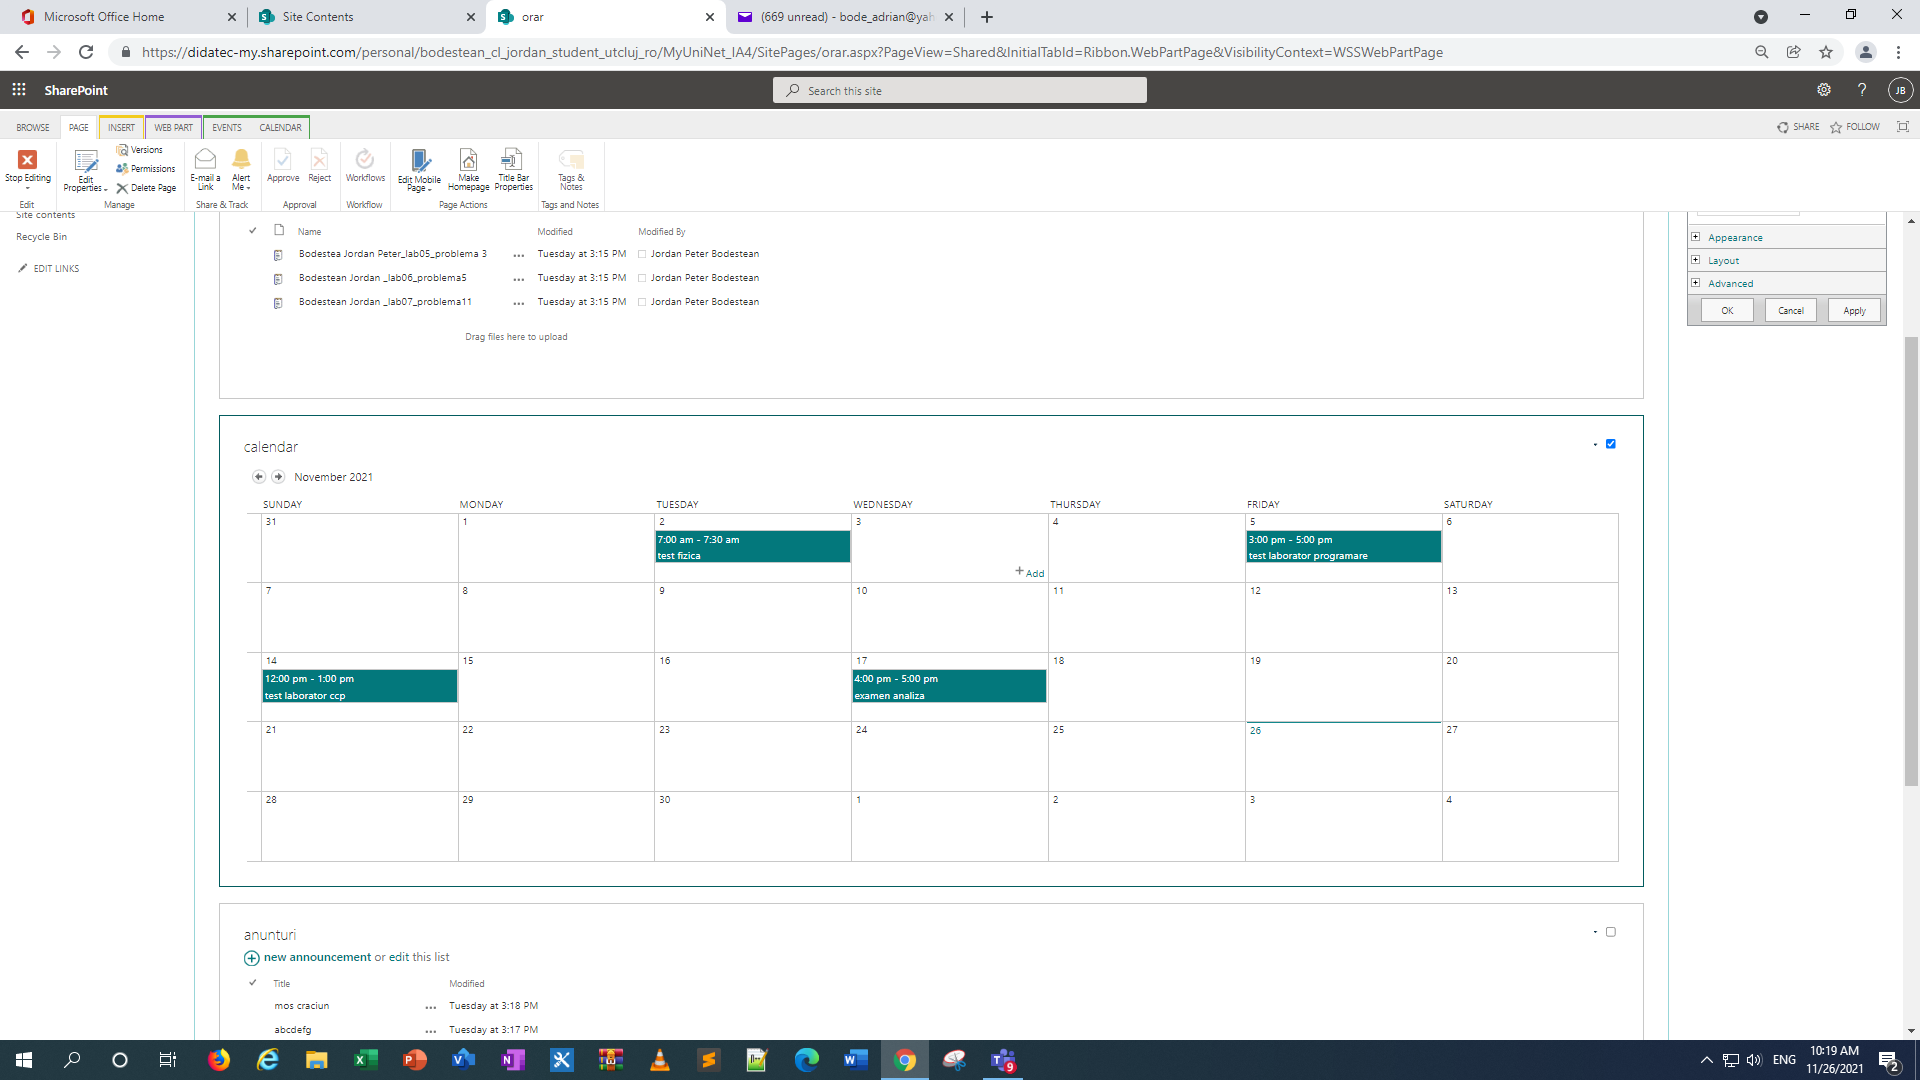 Microsoft Office Home
Site Contents
orar
(669 unread) - bode_adrian@yah
https://didatec-my.sharepoint.com/personal/bodestean_cl_jordan_student_utcluj_ro/MyUniNet_IA4/SitePages/orar.aspx?PageView=Shared&InitialTabId=Ribbon.WebPartPage&VisibilityContext=WSSWebPartPage
SharePoint
Search this site
?
JB
BROWSE PAGE INSERT WEB PART EVENTS CALENDAR
SHARE FOLLOW
Stop Editing
Edit
Edit Properties
Versions
Permissions
Delete Page
Manage
E-mail a Link
Alert Me
Share & Track
Approve
Reject
Approval
Workflows
Workflow
Edit Mobile Page
Make Homepage
Title Bar Properties
Page Actions
Tags & Notes
Tags and Notes
Site contents
Recycle Bin
EDIT LINKS
Name Modified Modified By
Bodestea Jordan Peter_lab05_problema 3 ... Tuesday at 3:15 PM Jordan Peter Bodestean
Bodestean Jordan _lab06_problema5 ... Tuesday at 3:15 PM Jordan Peter Bodestean
Bodestean Jordan _lab07_problema11 ... Tuesday at 3:15 PM Jordan Peter Bodestean
Drag files here to upload
Appearance
Layout
Advanced
OK Cancel Apply
calendar
November 2021
SUNDAY MONDAY TUESDAY WEDNESDAY THURSDAY FRIDAY SATURDAY
31 1 2 3 4 5 6
7:00 am - 7:30 am
test fizica
3:00 pm - 5:00 pm
test laborator programare
+ Add
7 8 9 10 11 12 13
14 15 16 17 18 19 20
12:00 pm - 1:00 pm
test laborator ccp
4:00 pm - 5:00 pm
examen analiza
21 22 23 24 25 26 27
28 29 30 1 2 3 4
anunturi
new announcement or edit this list
Title Modified
mos craciun ... Tuesday at 3:18 PM
abcdefg ... Tuesday at 3:17 PM
9
ENG
10:19 AM
11/26/2021
2